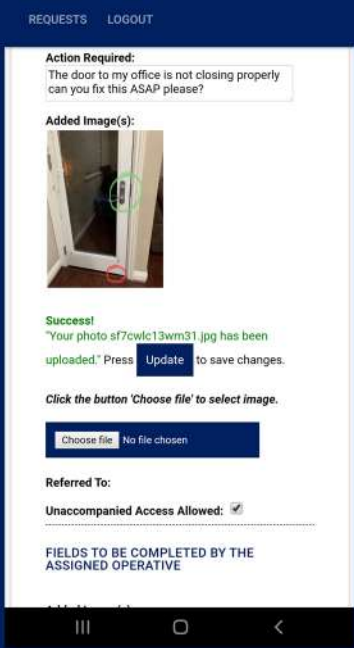 REQUESTS LOGOUT
Action Required:
The door to my office is not closing properly
can you fix this ASAP please?
Added Image(s):
Success!
"Your photo sf7cwlc13wm31.jpg has been
uploaded." Press Update to save changes.
Click the button 'Choose file' to select image.
Choose file No file chosen
Referred To:
Unaccompanied Access Allowed:
FIELDS TO BE COMPLETED BY THE
ASSIGNED OPERATIVE